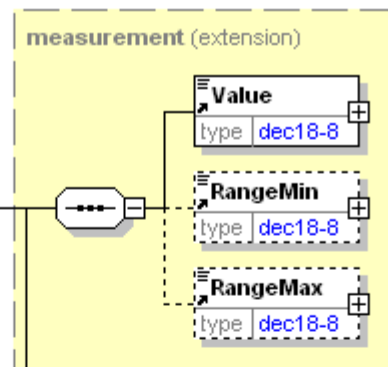 measurement (extension)
Value
type dec18-8
RangeMin
type dec18-8
RangeMax
type dec18-8